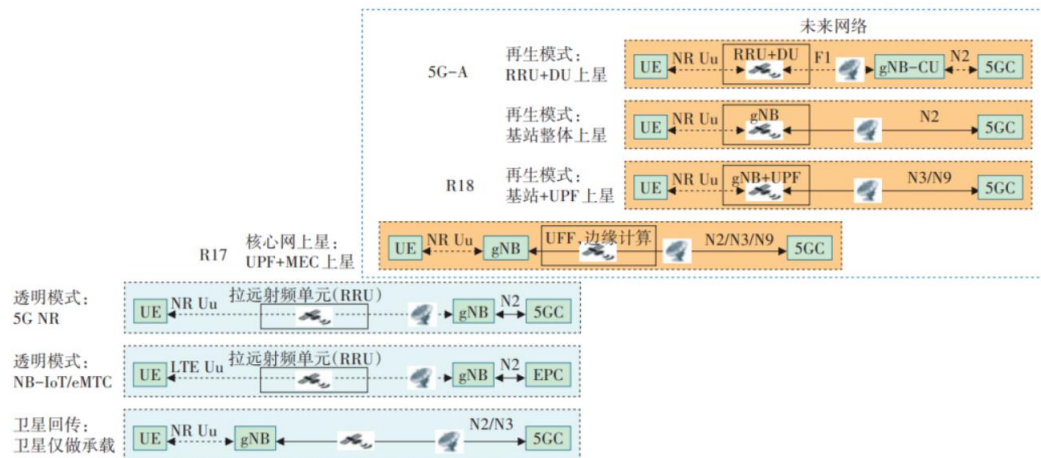 未来网络
5G-A
再生模式:
RRU+DU上星
UE
NR Uu
RRU+DU
F1
gNB-CU
N2
5GC
再生模式:
基站整体上星
UE
NR Uu
gNB
N2
5GC
R18
再生模式:
基站+UPF上星
UE
NR Uu
gNB+UPF
N3/N9
5GC
R17
核心网上星:
UPF+MEC上星
UE
NR Uu
gNB
UFF,边缘计算
N2/N3/N9
5GC
透明模式:
5G NR
UE
NR Uu
拉远射频单元(RRU)
gNB
N2
5GC
透明模式:
NB-IoT/eMTC
UE
LTE Uu
拉远射频单元(RRU)
gNB
N2
EPC
卫星回传:
卫星仅做承载
UE
NR Uu
gNB
N2/N3
5GC